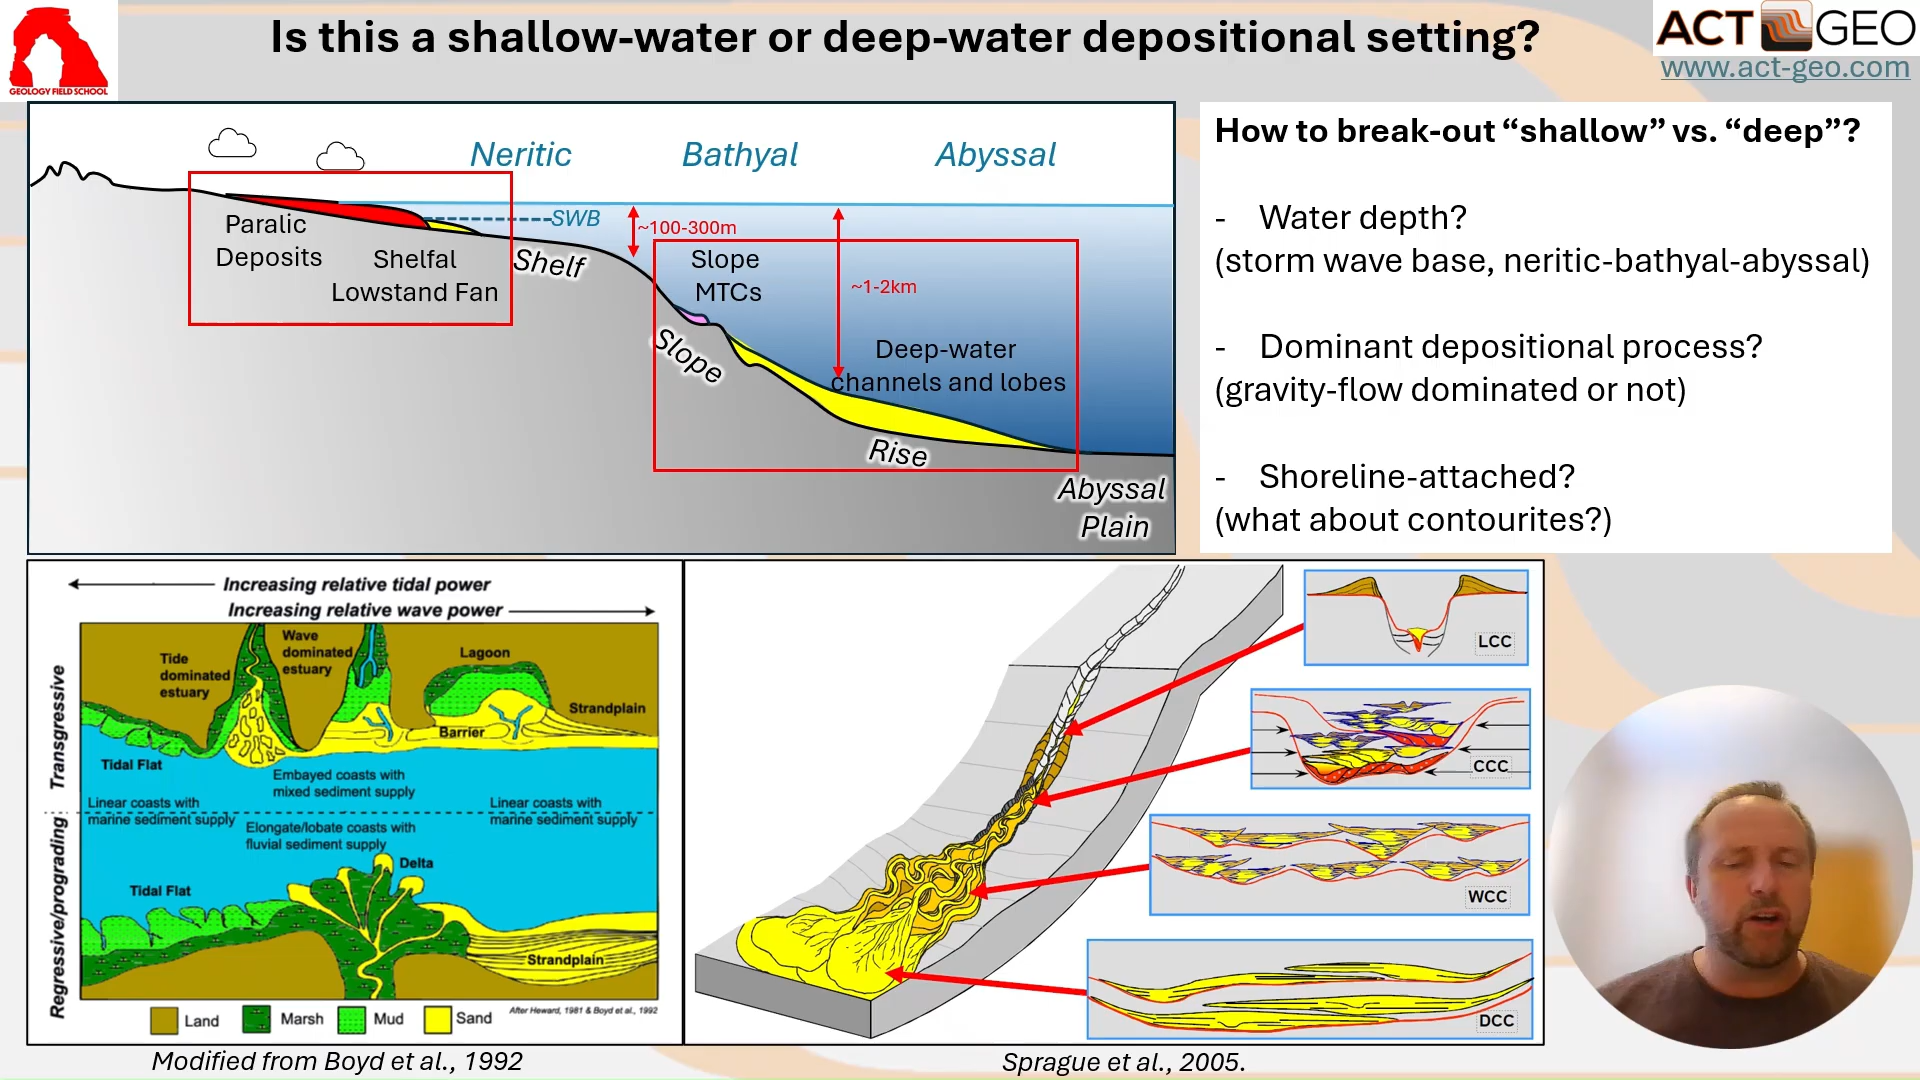 Is this a shallow-water or deep-water depositional setting?
GEOLOGY FIELD SCHOOL
ACT GEO
www.act-geo.com
Neritic
Bathyal
Abyssal
SWB
~100-300m
~1-2km
Paralic
Deposits
Shelfal
Lowstand Fan
Shelf
Slope
MTCs
Slope
Deep-water
channels and lobes
Rise
Abyssal
Plain
How to break-out “shallow” vs. “deep”?
- Water depth?
(storm wave base, neritic-bathyal-abyssal)
- Dominant depositional process?
(gravity-flow dominated or not)
- Shoreline-attached?
(what about contourites?)
Increasing relative tidal power
Increasing relative wave power
Transgressive
Regressive/prograding
Tide
dominated
estuary
Wave
dominated
estuary
Lagoon
Strandplain
Barrier
Tidal Flat
Embayed coasts with
mixed sediment supply
Linear coasts with
marine sediment supply
Linear coasts with
marine sediment supply
Elongate/lobate coasts with
fluvial sediment supply
Delta
Tidal Flat
Strandplain
Land
Marsh
Mud
Sand
After Heward, 1981 & Boyd et al., 1992
Modified from Boyd et al., 1992
LCC
CCC
WCC
DCC
Sprague et al., 2005.